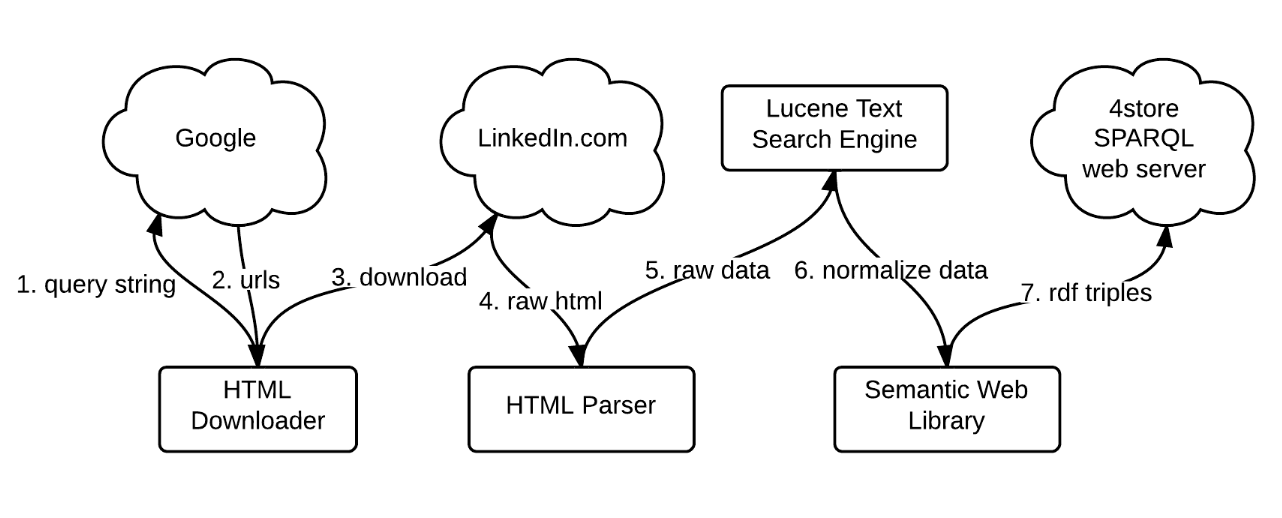 Google
LinkedIn.com
Lucene Text
Search Engine
4store
SPARQL
web server
1. query string
2. urls
3. download
4. raw html
5. raw data
6. normalize data
7. rdf triples
HTML
Downloader
HTML Parser
Semantic Web
Library